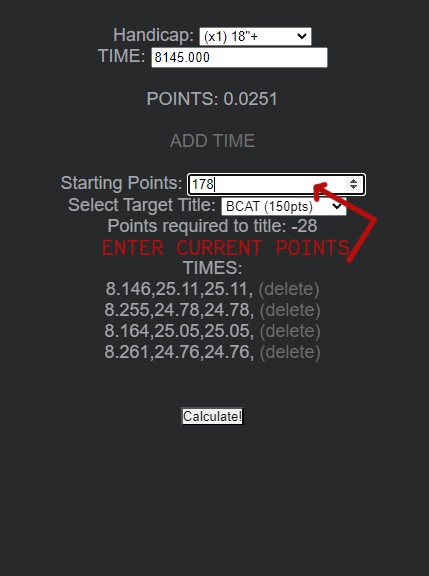 Handicap: (x1) 18"+
TIME: 8145.000
POINTS: 0.0251
ADD TIME
Starting Points: 178
Select Target Title: BCAT (150pts)
Points required to title: -28
ENTER CURRENT POINTS
TIMES:
8.146,25.11,25.11, (delete)
8.255,24.78,24.78, (delete)
8.164,25.05,25.05, (delete)
8.261,24.76,24.76, (delete)
Calculate!